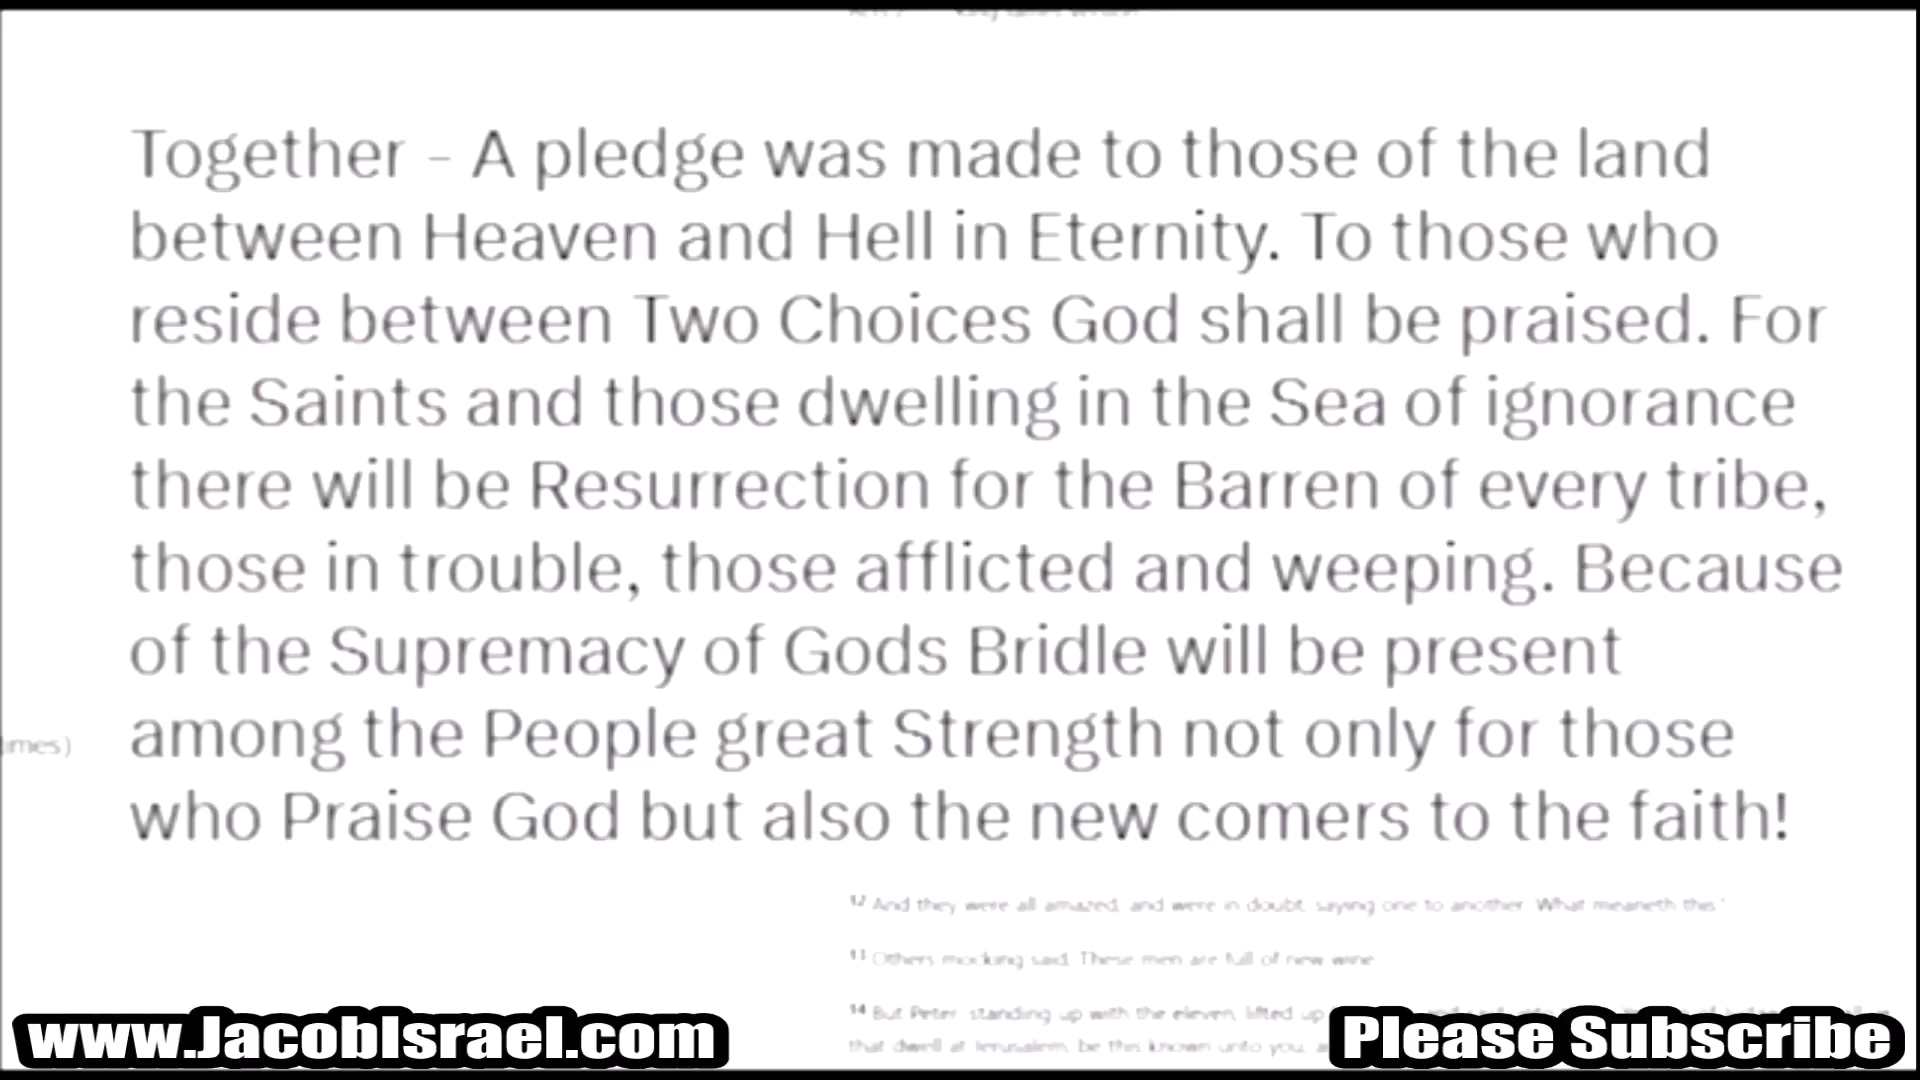 Together - A pledge was made to those of the land
between Heaven and Hell in Eternity. To those who
reside between Two Choices God shall be praised. For
the Saints and those dwelling in the Sea of ignorance
there will be Resurrection for the Barren of every tribe,
those in trouble, those afflicted and weeping. Because
of the Supremacy of Gods Bridle will be present
among the People great Strength not only for those
who Praise God but also the new comers to the faith!
12 And they were all amazed, and were in doubt, saying one to another, What meaneth this?
13 Others mocking said, These men are full of new wine.
14 But Peter, standing up with the eleven, lifted up
that dwell at Jerusalem, be this known unto you,
www.JacobIsrael.com
Please Subscribe